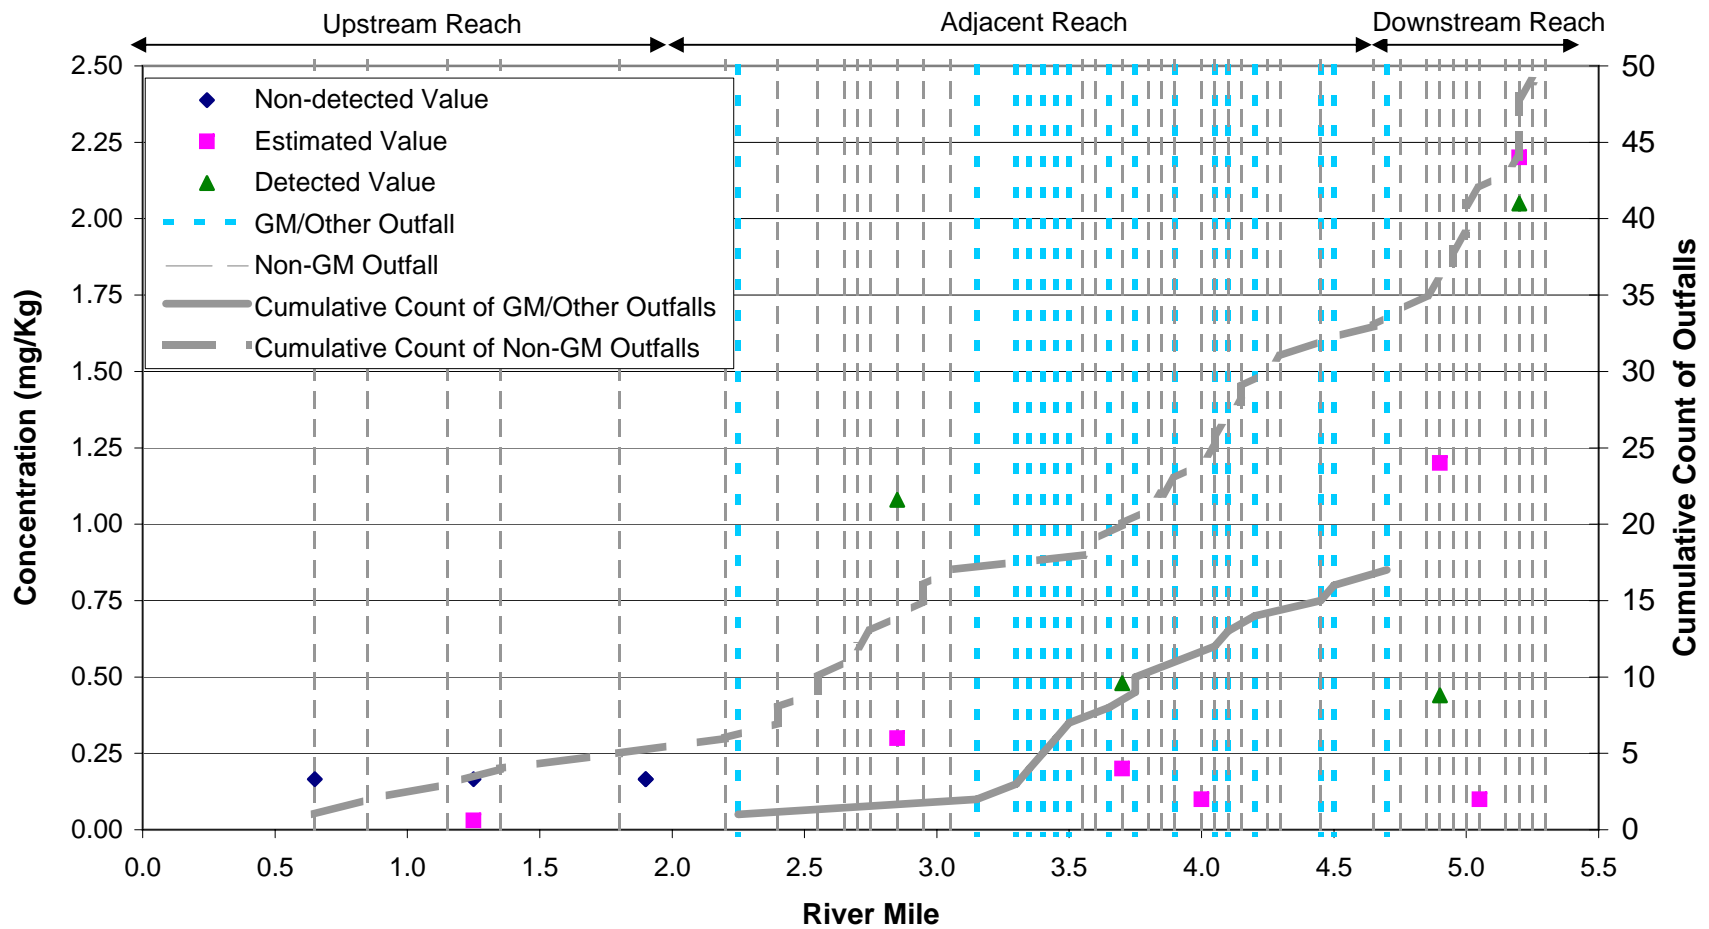 Upstream Reach Adjacent Reach Downstream Reach
2.50 50
Non-detected Value
2.25 Estimated Value 45
Detected Value
2.00 GM/Other Outfall 40
Non-GM Outfall
1.75 Cumulative Count of GM/Other Outfalls 35
Cumulative Count of Non-GM Outfalls
1.50 30
1.25 25
1.00 20
0.75 15
0.50 10
0.25 5
0.00 0
0.0 0.5 1.0 1.5 2.0 2.5 3.0 3.5 4.0 4.5 5.0 5.5
River Mile
Concentration (mg/Kg)
Cumulative Count of Outfalls